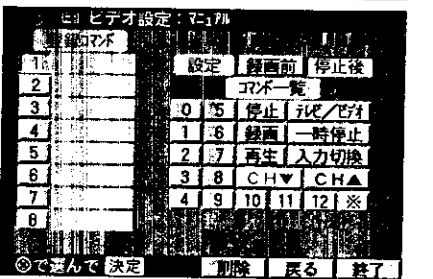 ビデオ設定：マニュアル
録コマンド
設定 録画前 停止後
コマンド一覧
1
2
3
4
5
6
7
8
0 5 停止 テレビ/ビデオ
1 6 録画 一時停止
2 7 再生 入力切換
3 8 CH▼ CH▲
4 9 10 11 12 ※
で選んで 決定 削除 戻る 終了